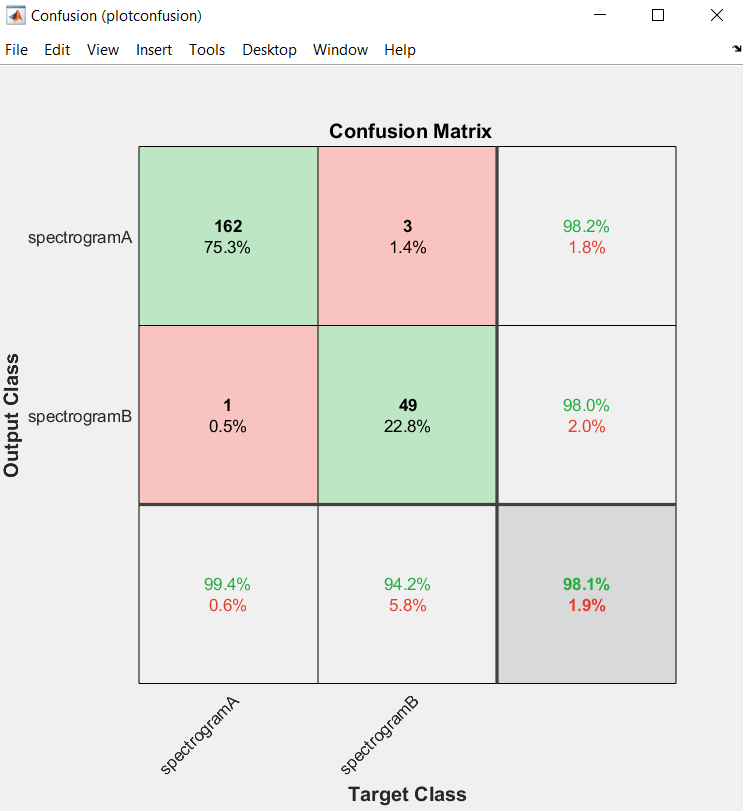 Confusion (plotconfusion)
File Edit View Insert Tools Desktop Window Help
Confusion Matrix
spectrogramA
162
75.3%
3
1.4%
98.2%
1.8%
spectrogramB
1
0.5%
49
22.8%
98.0%
2.0%
99.4%
0.6%
94.2%
5.8%
98.1%
1.9%
Output Class
spectrogramA
spectrogramB
Target Class